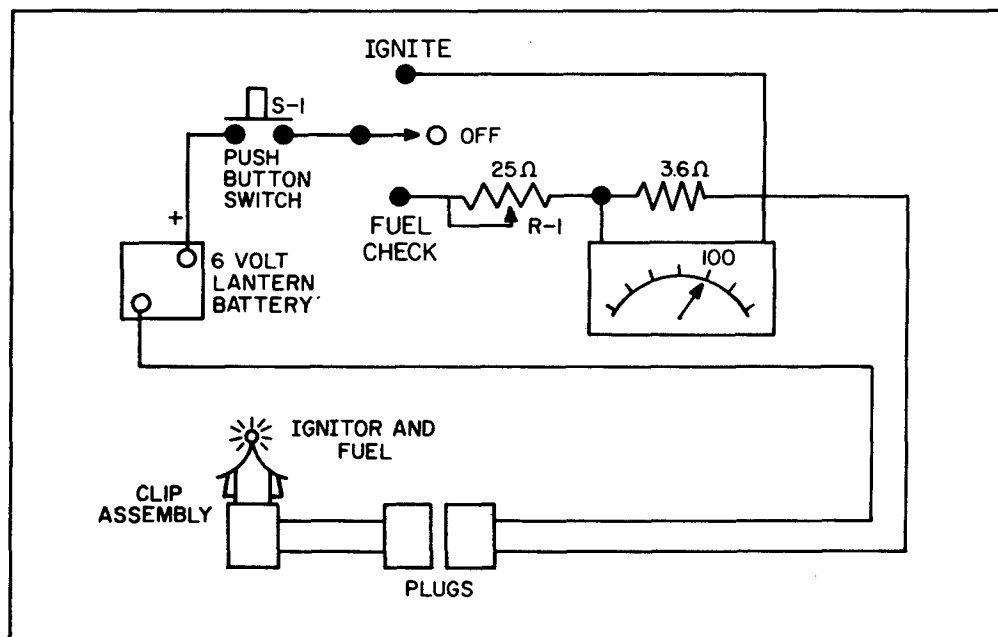 IGNITE
S-1
OFF
PUSH
BUTTON
SWITCH
25Ω
3.6Ω
R-1
FUEL
CHECK
100
+
6 VOLT
LANTERN
BATTERY
IGNITOR AND
FUEL
CLIP
ASSEMBLY
PLUGS